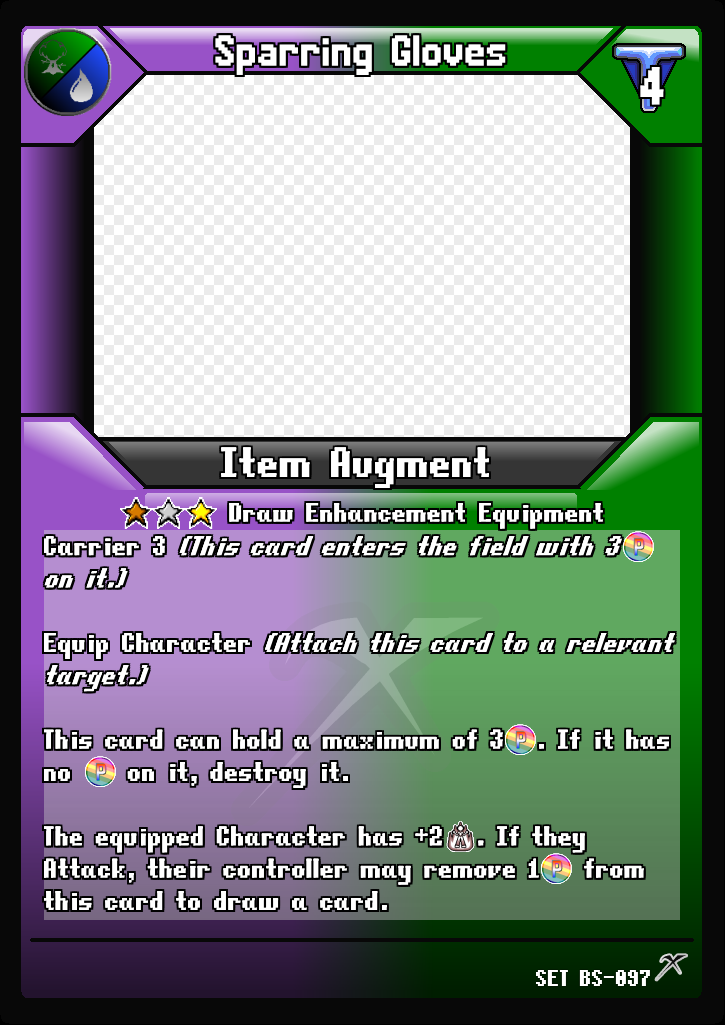 Sparring Gloves
4
Item Augment
Draw Enhancement Equipment
Carrier 3 (This card enters the field with 3 P
on it.)
Equip Character (Attach this card to a relevant
target.)
This card can hold a maximum of 3 P. If it has
no P on it, destroy it.
The equipped Character has +2 A. If they
Attack, their controller may remove 1 P from
this card to draw a card.
SET BS-097